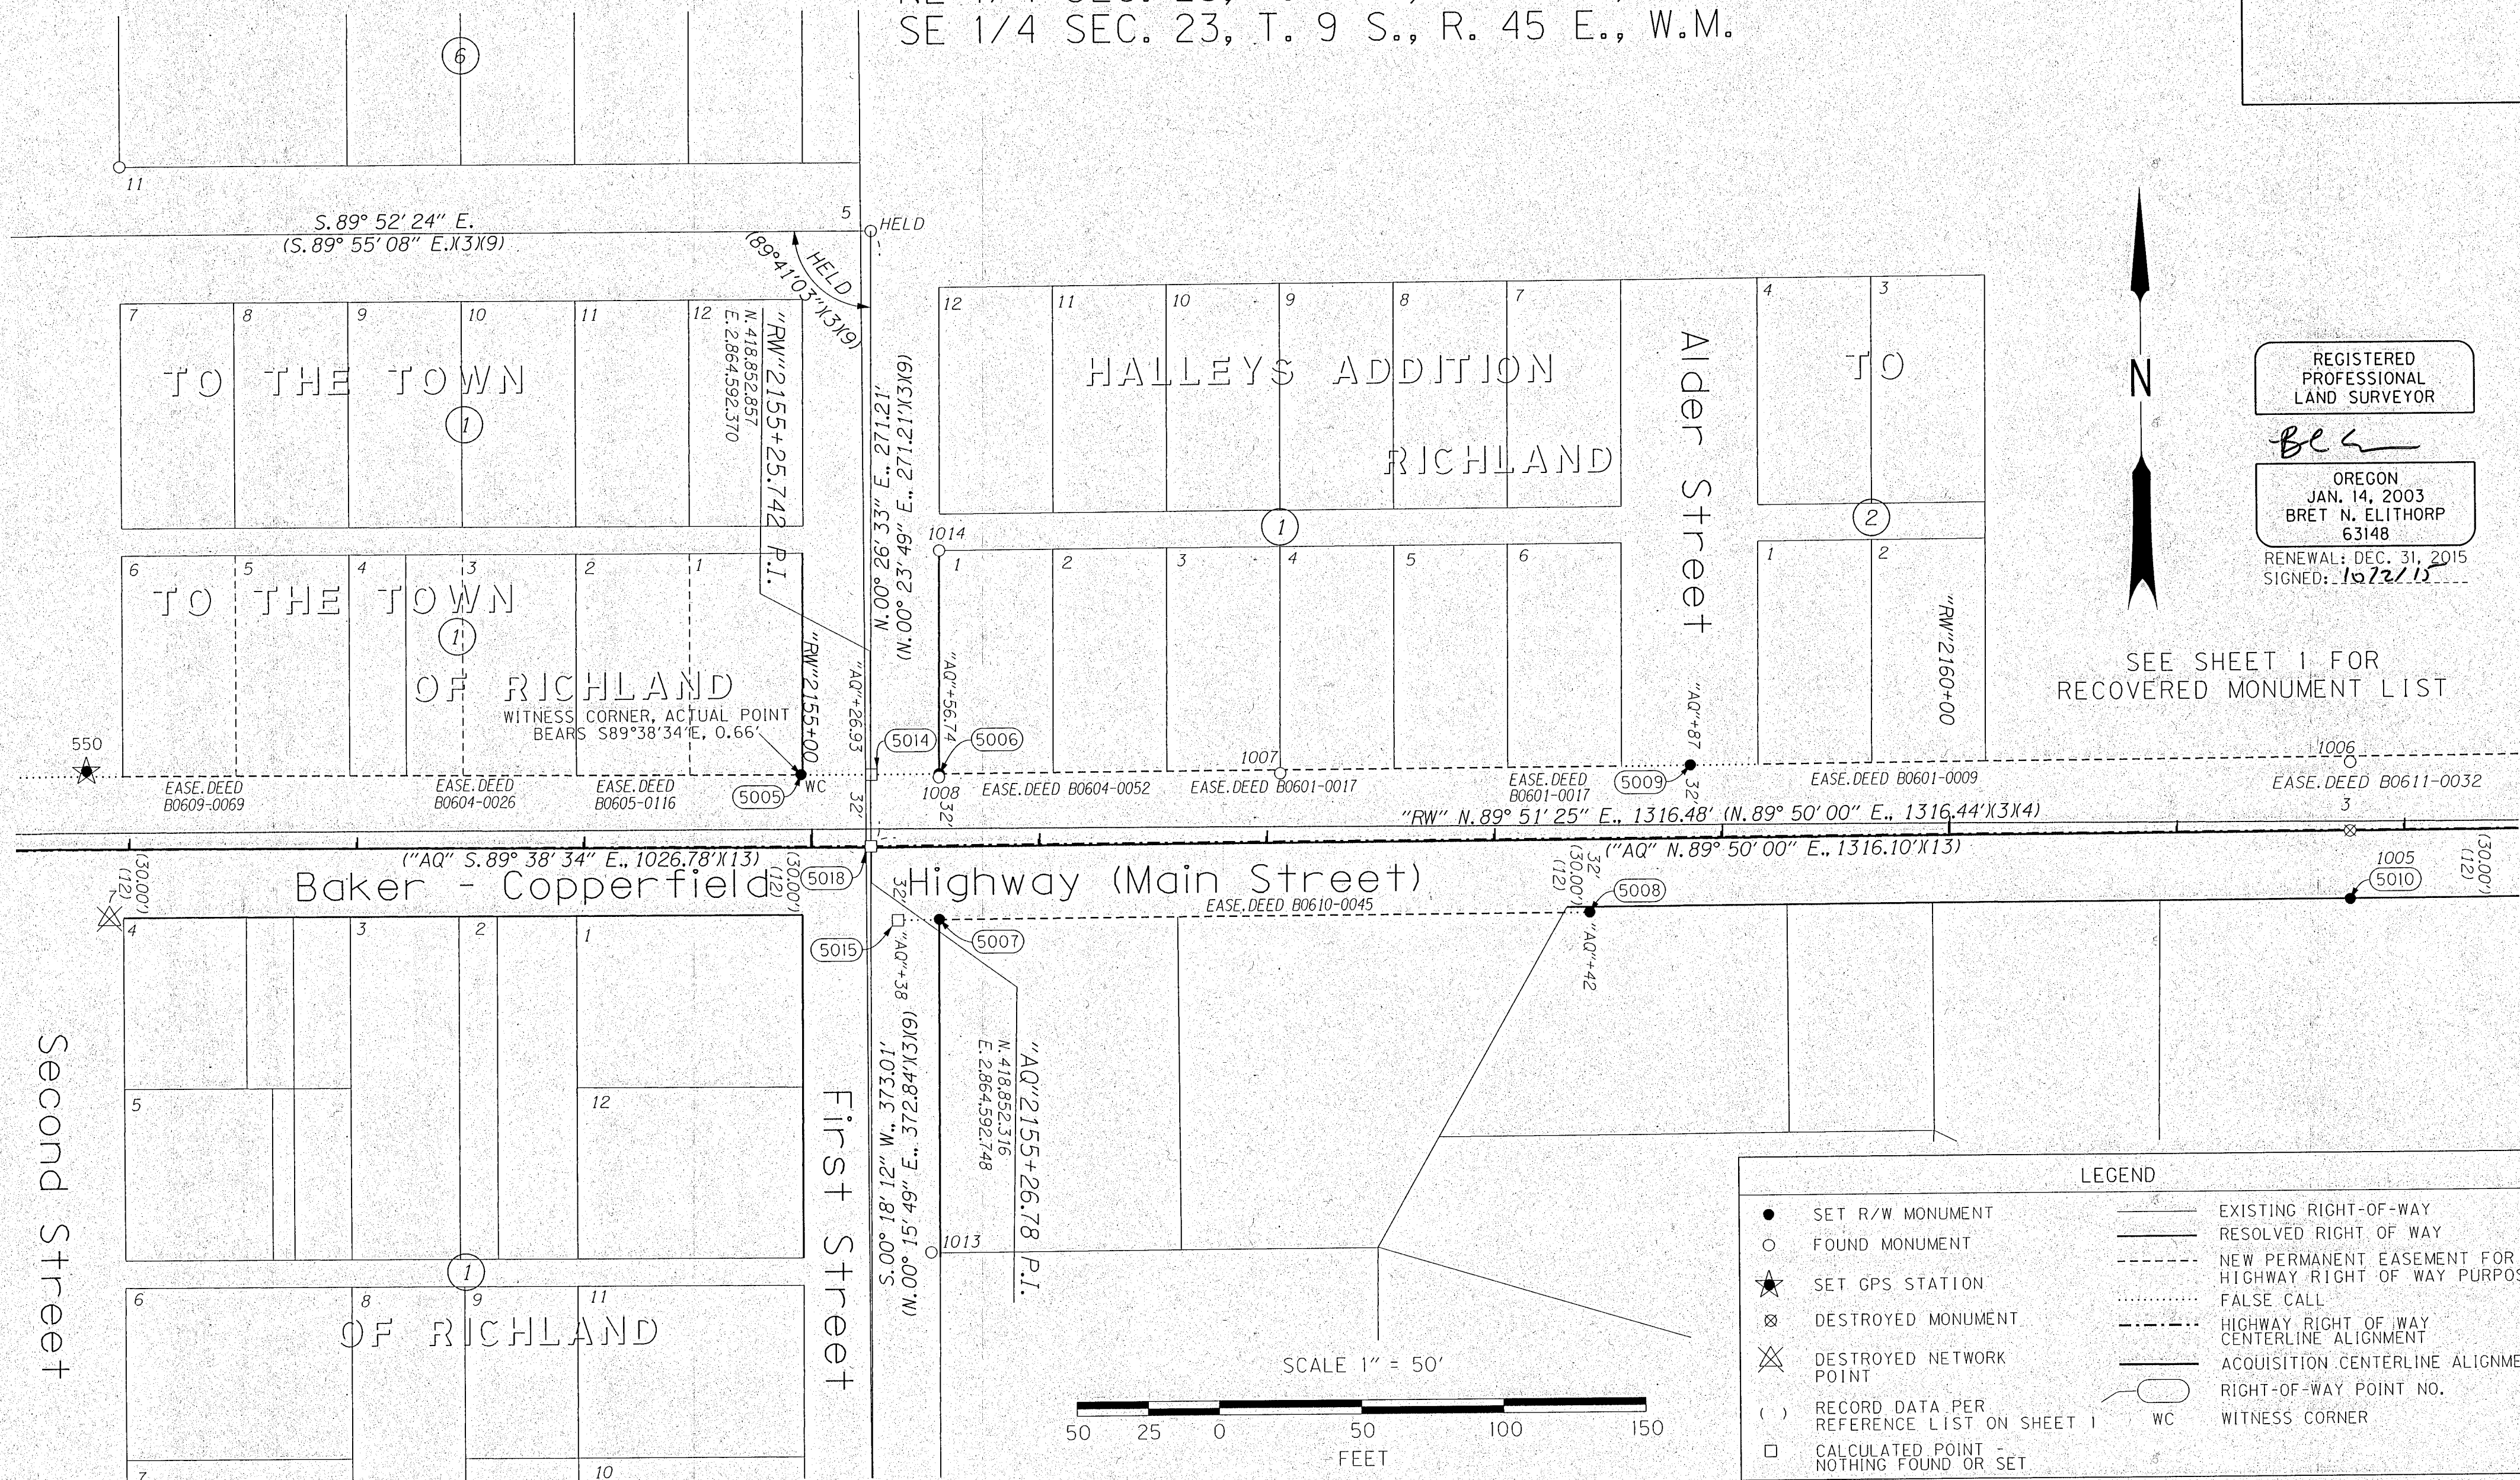 SE 1/4 SEC. 23, T. 9 S., R. 45 E., W.M.
6
11
S.89° 52' 24" E.
(S.89° 55' 08" E.)(3)(9)
5
HELD
HELD
(89°41'03")(3)(9)
7
8
9
10
11
12
TO THE TOWN
1
"RW"2155+25.742 P.I.
N.418,852.857
E.2,864,592.370
N.00° 26' 33" E., 271.21'
(N.00° 23' 49" E., 271.21')(3)(9)
12
11
10
9
8
7
HALLEYS ADDITION
RICHLAND
1
Alder Street
4
3
TO
2
N
REGISTERED
PROFESSIONAL
LAND SURVEYOR
OREGON
JAN. 14, 2003
BRET N. ELITHORP
63148
RENEWAL: DEC. 31, 2015
SIGNED: 10/2/15
SEE SHEET 1 FOR
RECOVERED MONUMENT LIST
6
5
4
3
2
1
TO THE TOWN
1
OF RICHLAND
WITNESS CORNER, ACTUAL POINT
BEARS S89°38'34"E, 0.66'
"RW"2155+00
"AQ"+26.93
"AQ"+56.74
1014
1
2
3
4
5
6
1
2
"AQ"+87
"RW"2160+00
550
EASE.DEED
B0609-0069
EASE.DEED
B0604-0026
EASE.DEED
B0605-0116
5005
WC
32'
5014
5006
1008
32'
EASE.DEED B0604-0052
1007
EASE.DEED B0601-0017
EASE.DEED
B0601-0017
5009
32'
EASE.DEED B0601-0009
1006
EASE.DEED B0611-0032
3
"RW" N.89° 51' 25" E., 1316.48' (N.89° 50' 00" E., 1316.44')(3)(4)
("AQ" S.89° 38' 34" E., 1026.78')(13)
("AQ" N.89° 50' 00" E., 1316.10')(13)
(30.00')
(12)
(30.00')
(12)
5018
32'
Baker - Copperfield Highway (Main Street)
EASE.DEED B0610-0045
32'
(30.00')
(12)
5008
1005
5010
(30.00')
(12)
7
4
3
2
1
5015
5007
"AQ"+38
"AQ"+42
5
12
Second Street
First Street
S.00° 18' 12" W., 373.01'
(N.00° 15' 49" E., 372.84')(3)(9)
N.418,852.316
E.2,864,592.748
"AQ"2155+26.78 P.I.
1013
1
6
8
9
11
OF RICHLAND
7
10
SCALE 1" = 50'
50 25 0 50 100 150
FEET
LEGEND
SET R/W MONUMENT
FOUND MONUMENT
SET GPS STATION
DESTROYED MONUMENT
DESTROYED NETWORK
POINT
( ) RECORD DATA PER
REFERENCE LIST ON SHEET 1
CALCULATED POINT -
NOTHING FOUND OR SET
EXISTING RIGHT-OF-WAY
RESOLVED RIGHT OF WAY
NEW PERMANENT EASEMENT FOR
HIGHWAY RIGHT OF WAY PURPOS
FALSE CALL
HIGHWAY RIGHT OF WAY
CENTERLINE ALIGNMENT
ACQUISITION CENTERLINE ALIGNME
RIGHT-OF-WAY POINT NO.
WC WITNESS CORNER